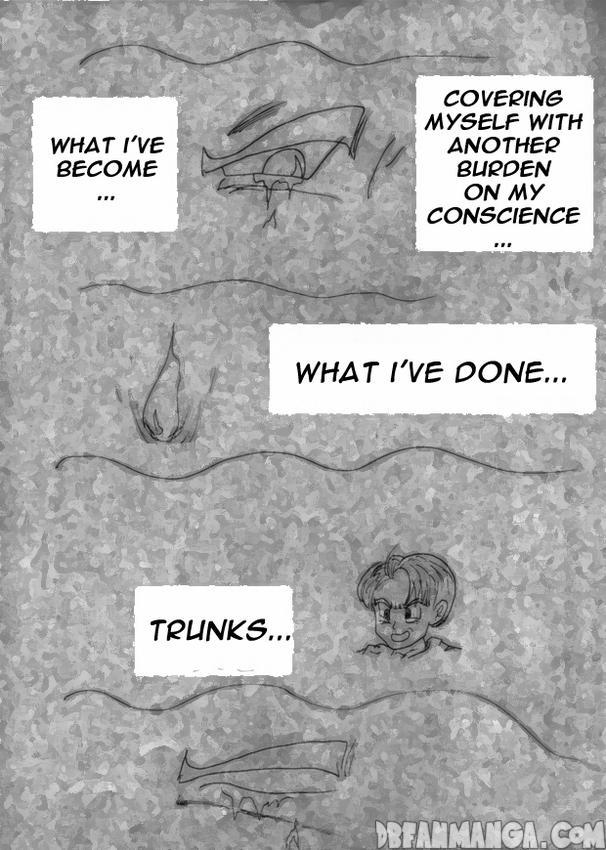 WHAT I'VE
BECOME
...
COVERING
MYSELF WITH
ANOTHER
BURDEN
ON MY
CONSCIENCE
...
WHAT I'VE DONE...
TRUNKS...
DBFANMANGA.COM